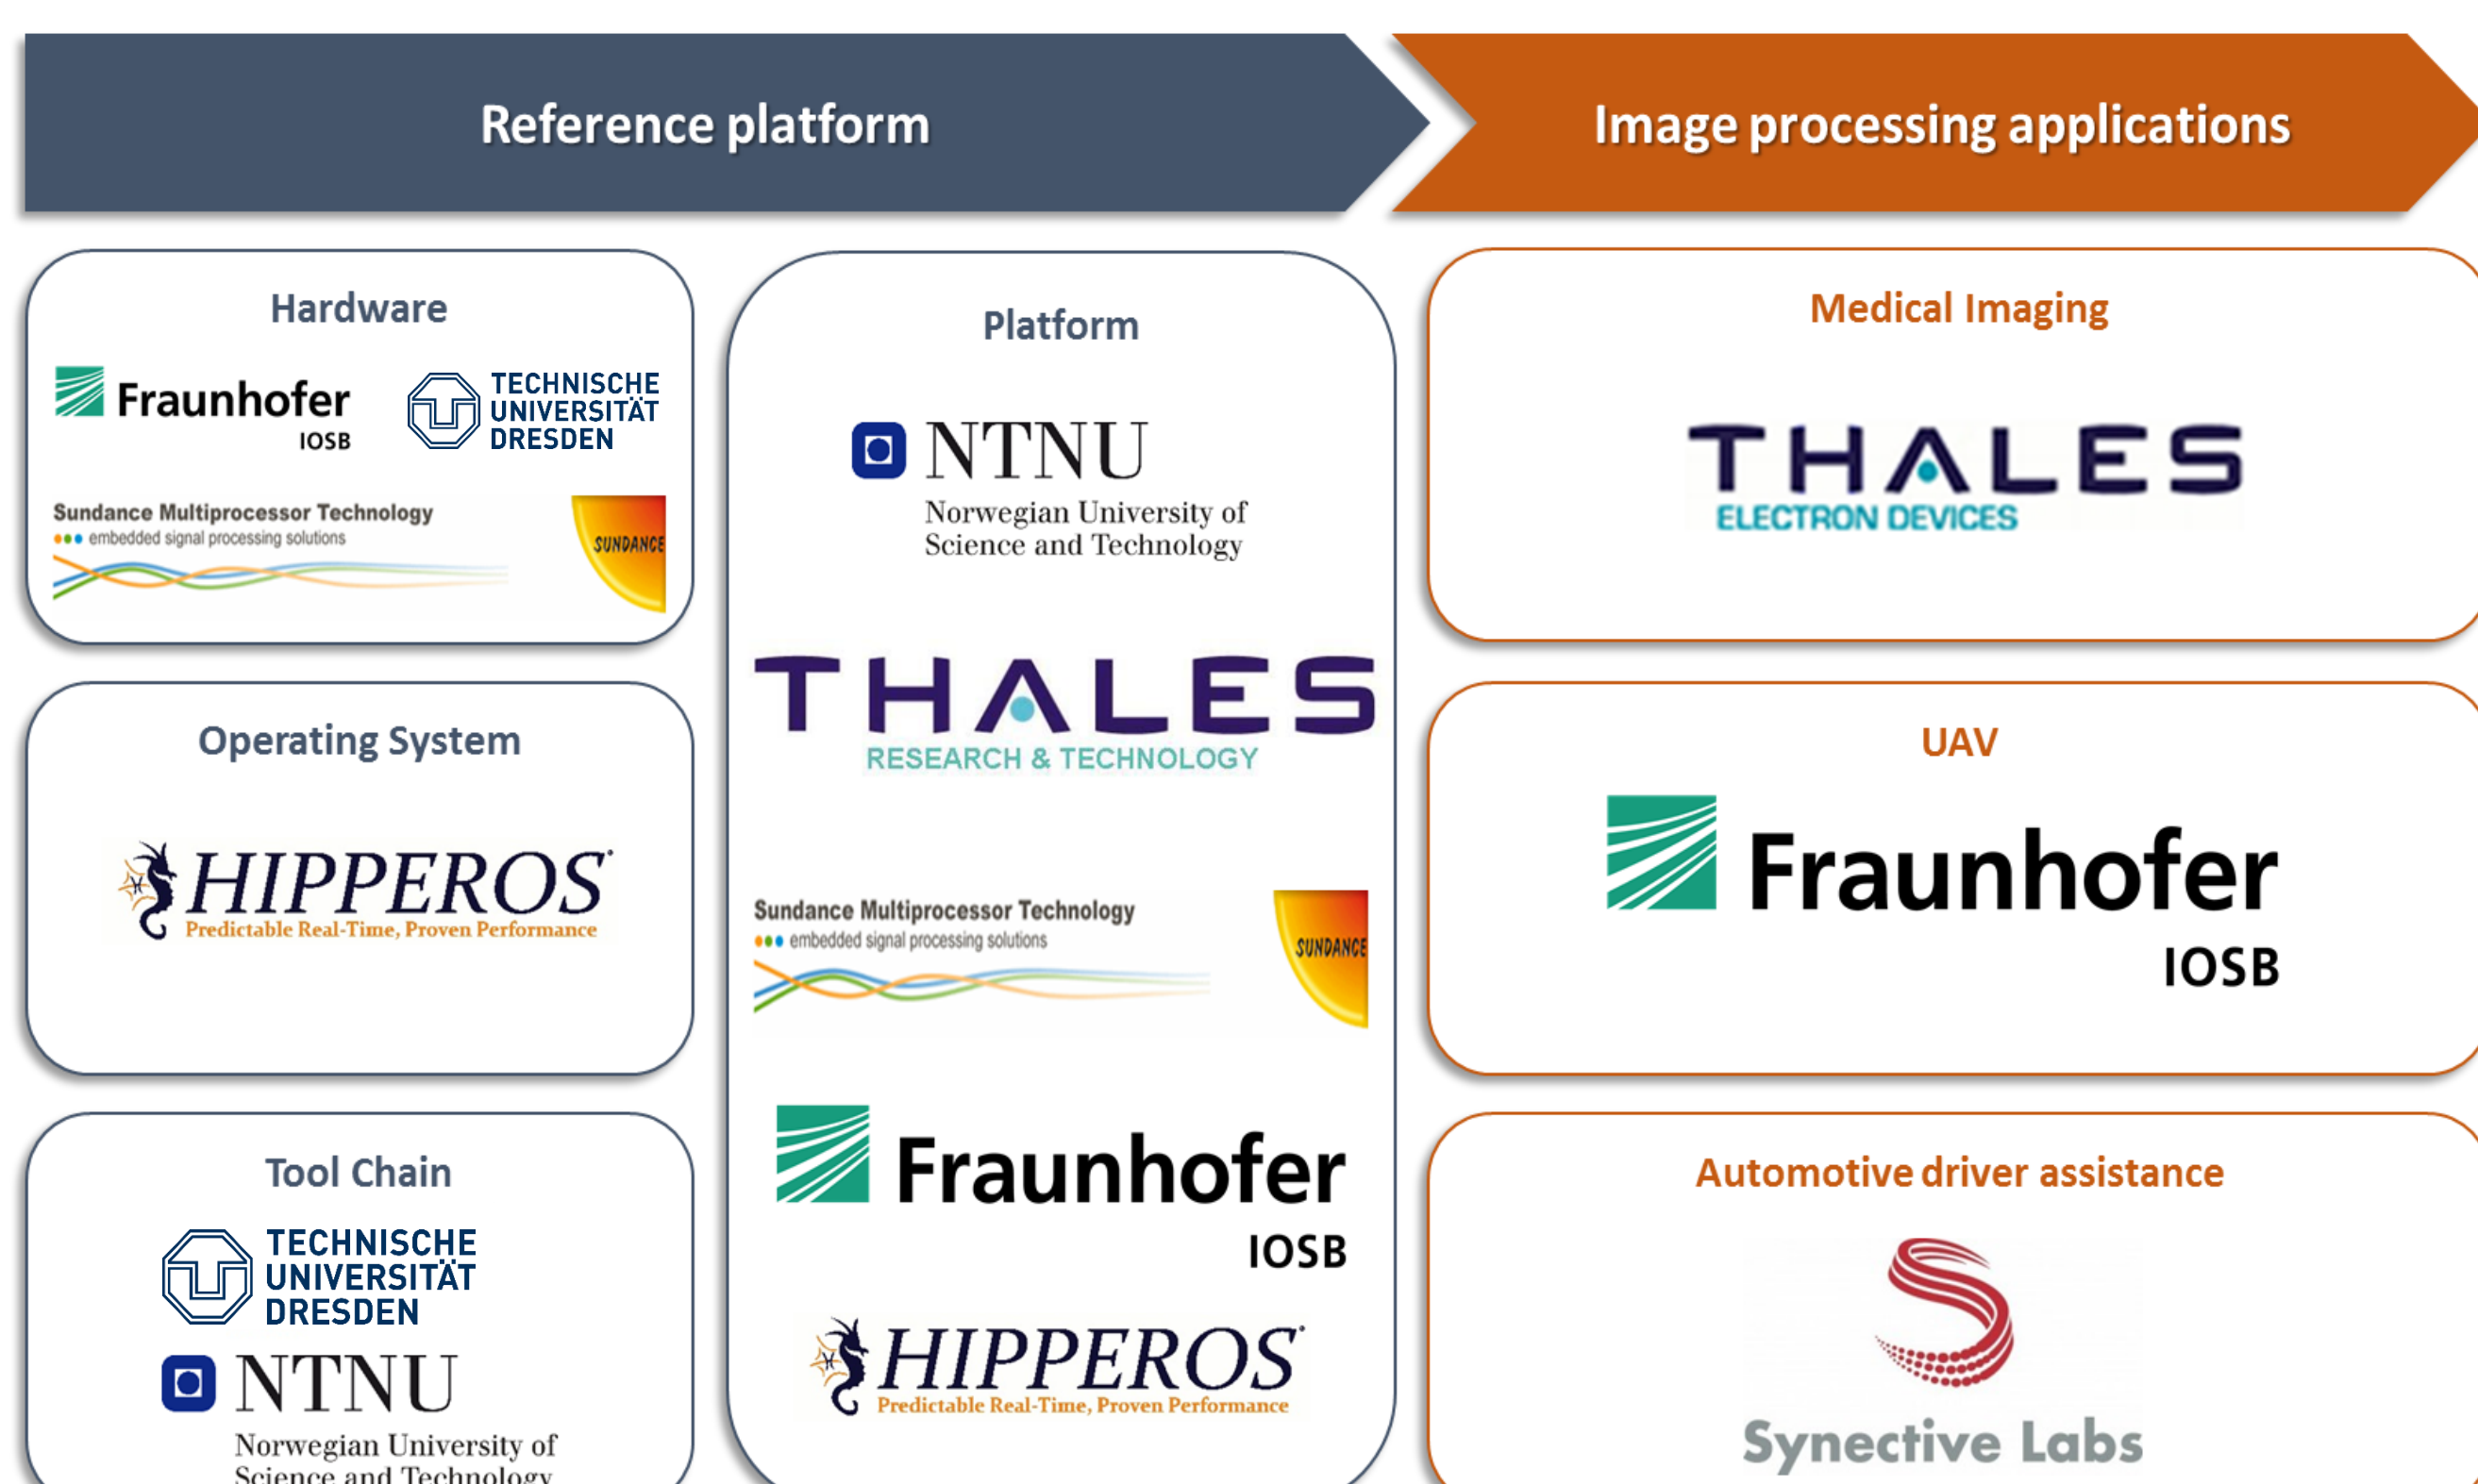 Reference platform
Image processing applications
Hardware
Fraunhofer
IOSB
TECHNISCHE
UNIVERSITÄT
DRESDEN
Sundance Multiprocessor Technology
embedded signal processing solutions
SUNDANCE
Operating System
HIPPEROS
Predictable Real-Time, Proven Performance
Tool Chain
TECHNISCHE
UNIVERSITÄT
DRESDEN
NTNU
Norwegian University of
Science and Technology
Platform
NTNU
Norwegian University of
Science and Technology
THALES
RESEARCH & TECHNOLOGY
Sundance Multiprocessor Technology
embedded signal processing solutions
SUNDANCE
Fraunhofer
IOSB
HIPPEROS
Predictable Real-Time, Proven Performance
Medical Imaging
THALES
ELECTRON DEVICES
UAV
Fraunhofer
IOSB
Automotive driver assistance
Synective Labs